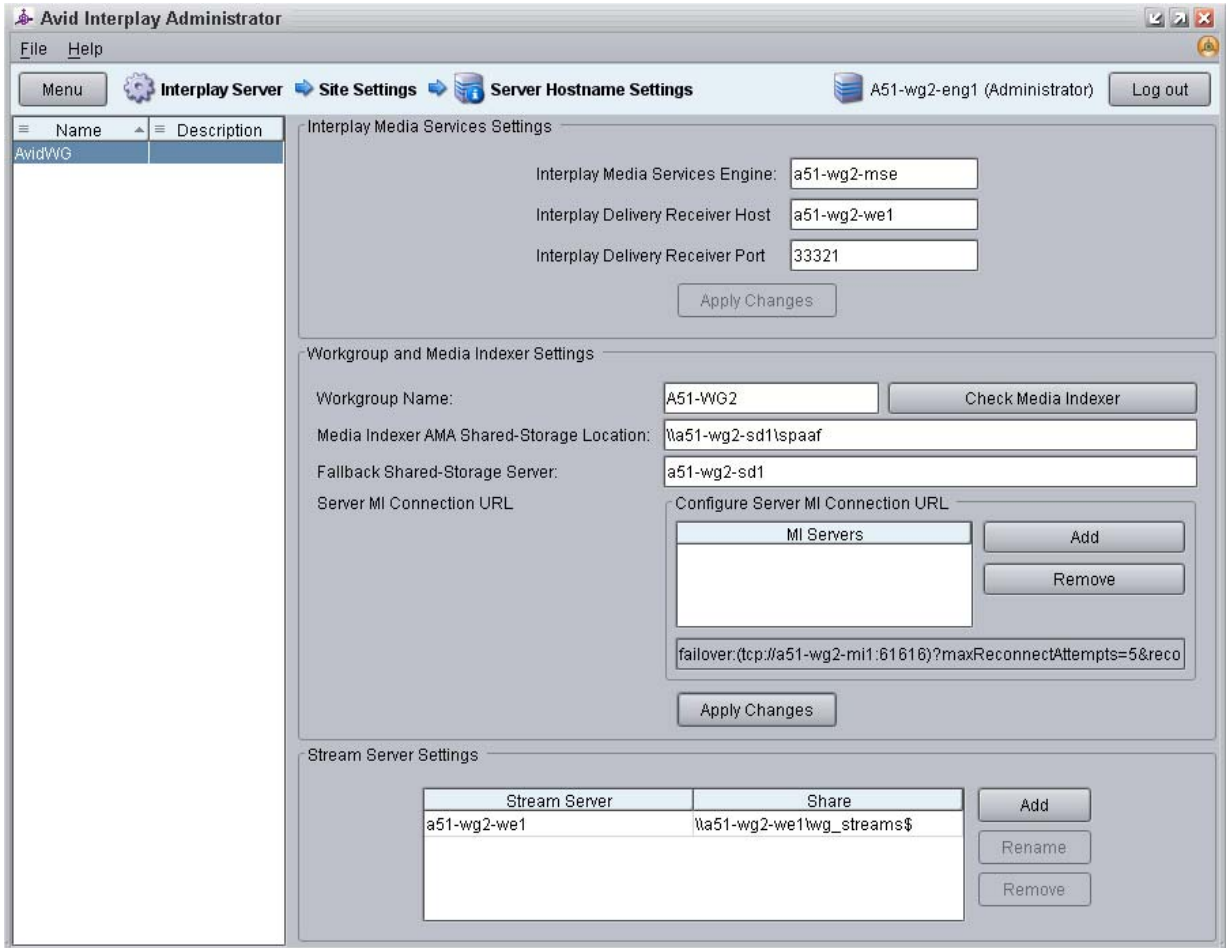 Avid Interplay Administrator
File Help
Menu Interplay Server Site Settings Server Hostname Settings A51-wg2-eng1 (Administrator) Log out
Name Description
AvidWG
Interplay Media Services Settings
Interplay Media Services Engine: a51-wg2-mse
Interplay Delivery Receiver Host a51-wg2-we1
Interplay Delivery Receiver Port 33321
Apply Changes
Workgroup and Media Indexer Settings
Workgroup Name: A51-WG2 Check Media Indexer
Media Indexer AMA Shared-Storage Location: \\a51-wg2-sd1\spaaf
Fallback Shared-Storage Server: a51-wg2-sd1
Server MI Connection URL Configure Server MI Connection URL
MI Servers Add
Remove
failover:(tcp://a51-wg2-mi1:61616)?maxReconnectAttempts=5&reco
Apply Changes
Stream Server Settings
Stream Server Share Add
a51-wg2-we1 \\a51-wg2-we1\wg_streams$
Rename
Remove